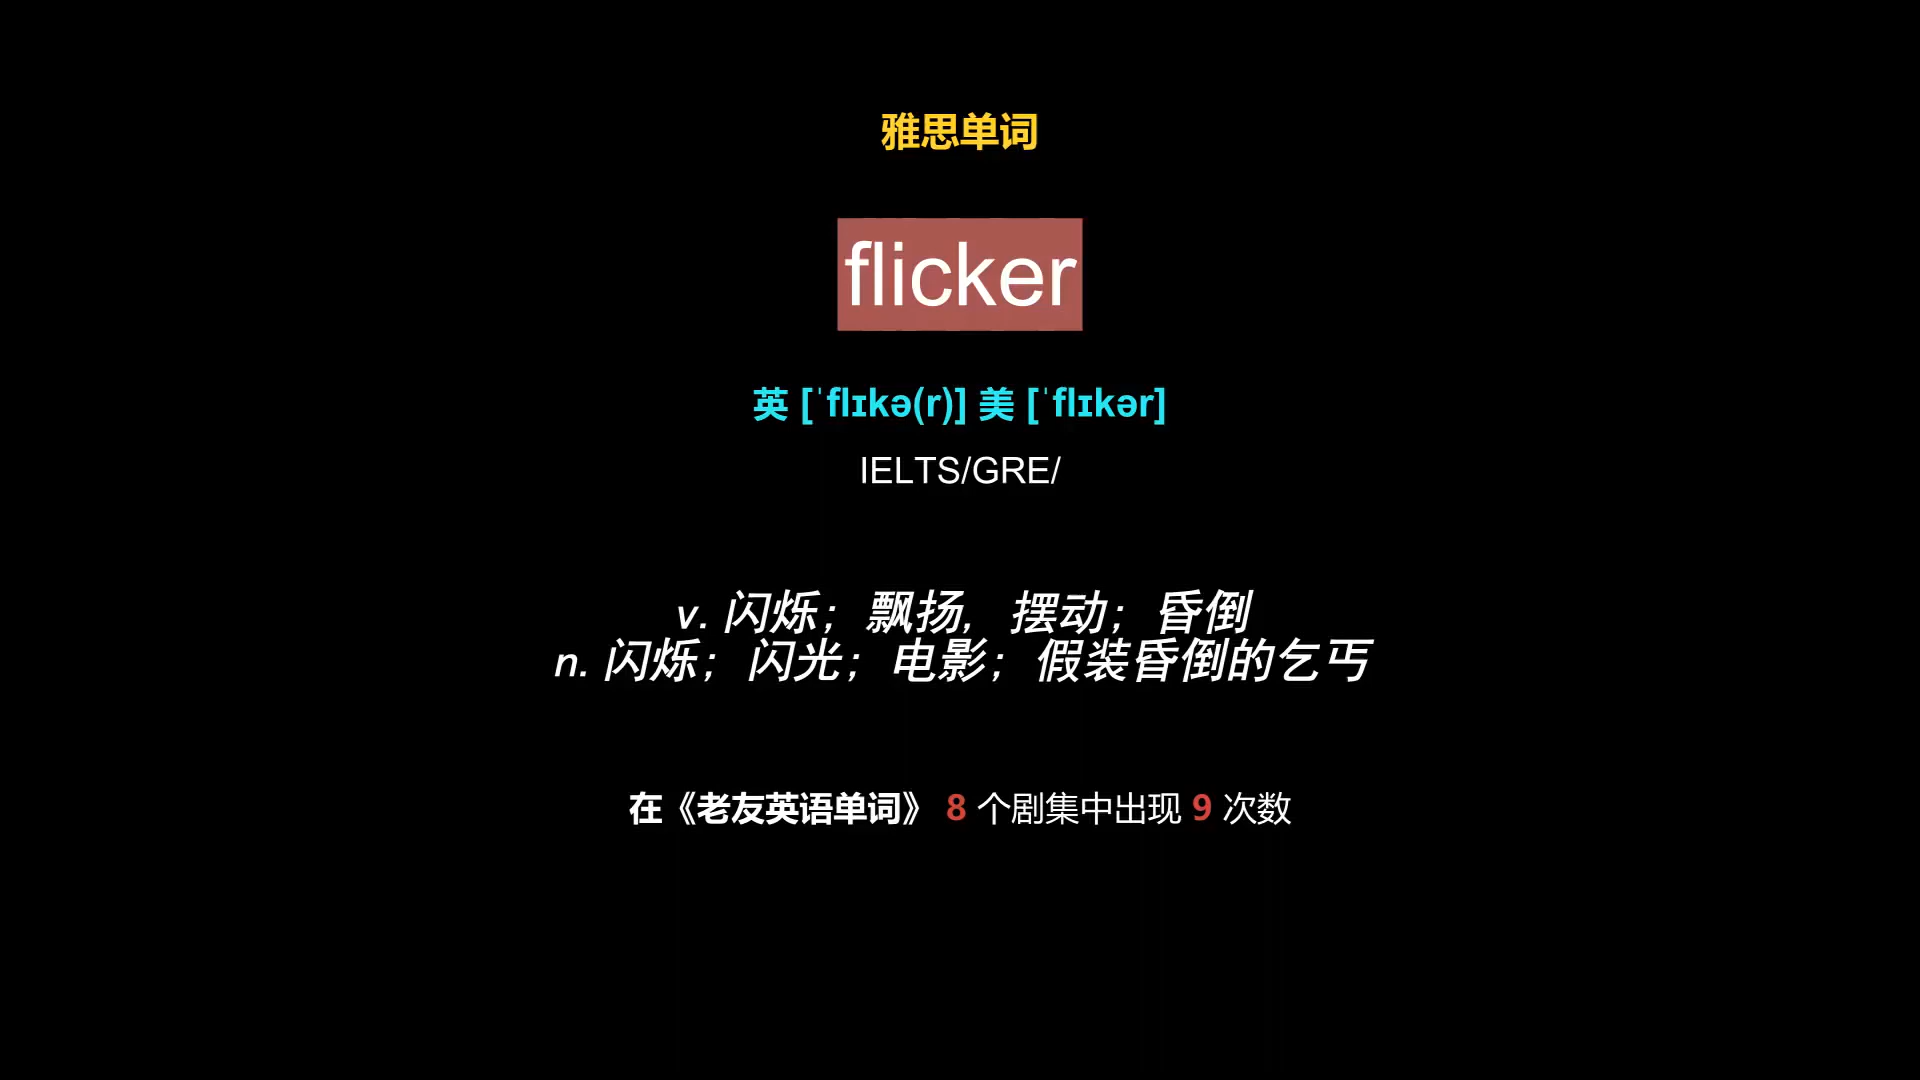 雅思单词
flicker
英 [ˈflɪkə(r)] 美 [ˈflɪkər]
IELTS/GRE/
v. 闪烁；飘扬，摆动；昏倒
n. 闪烁；闪光；电影；假装昏倒的乞丐
在《老友英语单词》 8 个剧集中出现 9 次数